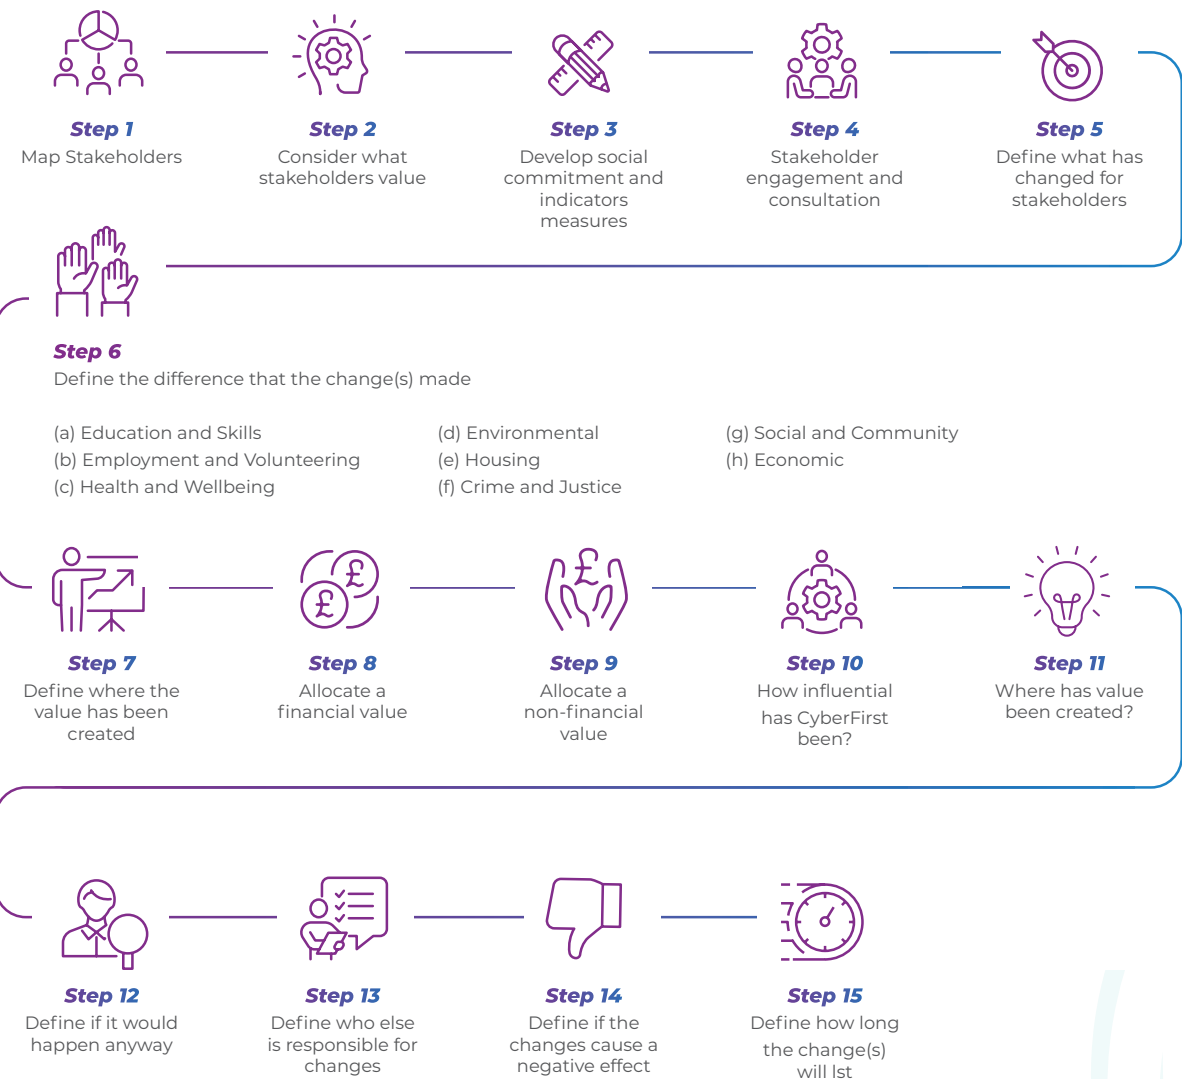 Step 1
Map Stakeholders
Step 2
Consider what
stakeholders value
Step 3
Develop social
commitment and
indicators
measures
Step 4
Stakeholder
engagement and
consultation
Step 5
Define what has
changed for
stakeholders
Step 6
Define the difference that the change(s) made
(a) Education and Skills
(b) Employment and Volunteering
(c) Health and Wellbeing
(d) Environmental
(e) Housing
(f) Crime and Justice
(g) Social and Community
(h) Economic
Step 7
Define where the
value has been
created
Step 8
£
£
Allocate a
financial value
Step 9
£
Allocate a
non-financial
value
Step 10
How influential
has CyberFirst
been?
Step 11
Where has value
been created?
Step 12
Define if it would
happen anyway
Step 13
Define who else
is responsible for
changes
Step 14
Define if the
changes cause a
negative effect
Step 15
Define how long
the change(s)
will lst